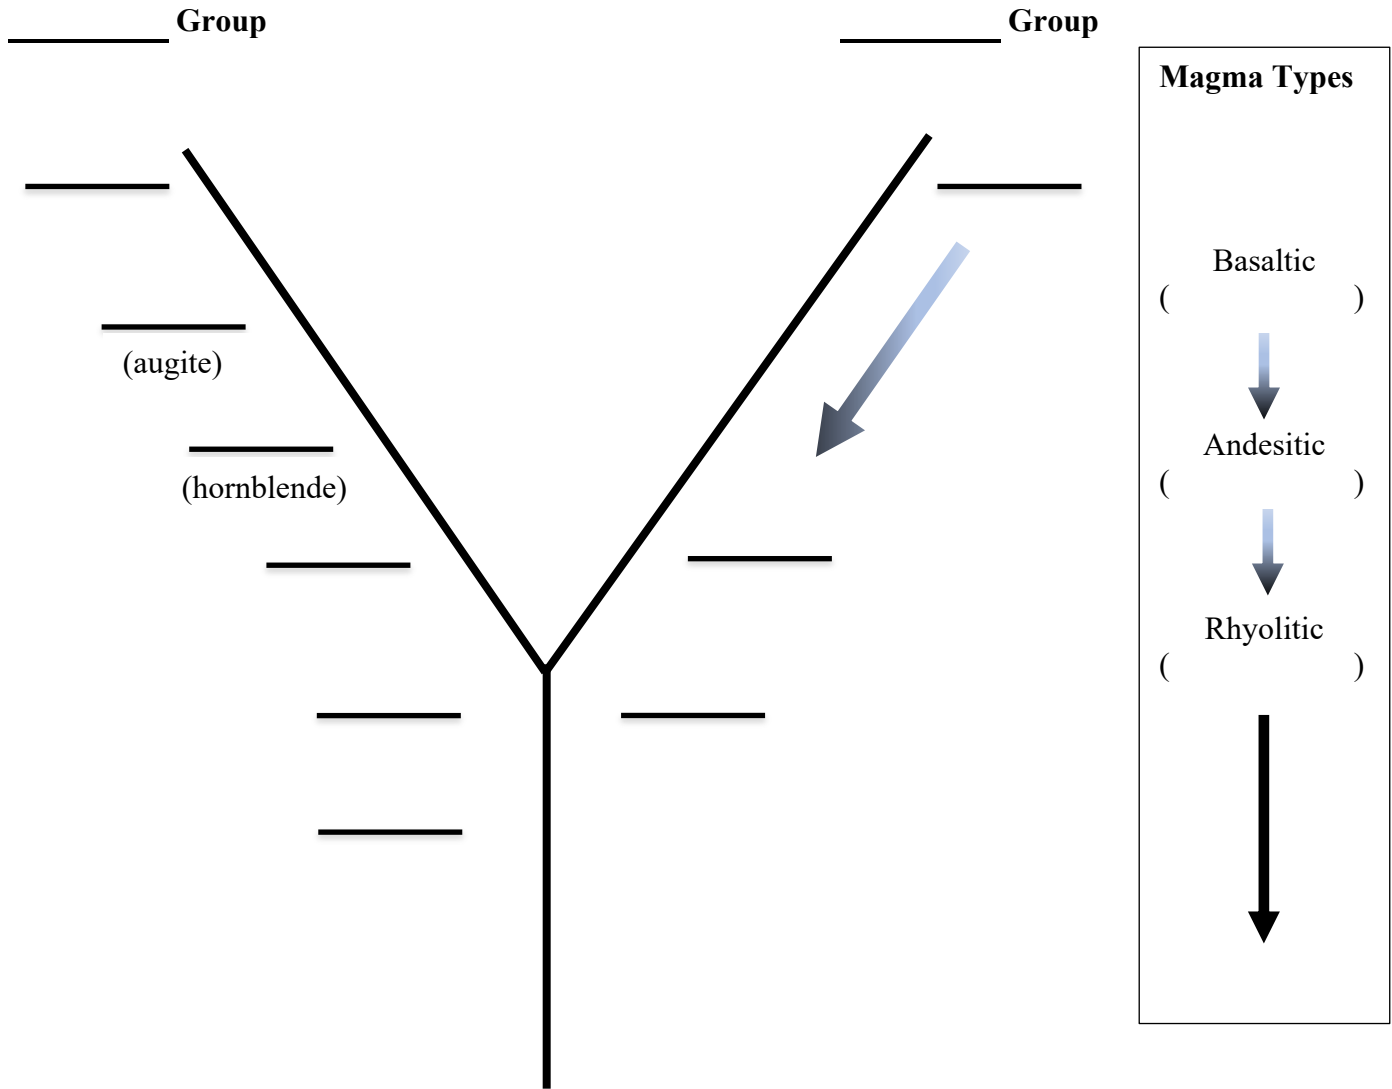 Group
Group
Magma Types
Basaltic
( )
(augite)
Andesitic
( )
(hornblende)
Rhyolitic
( )